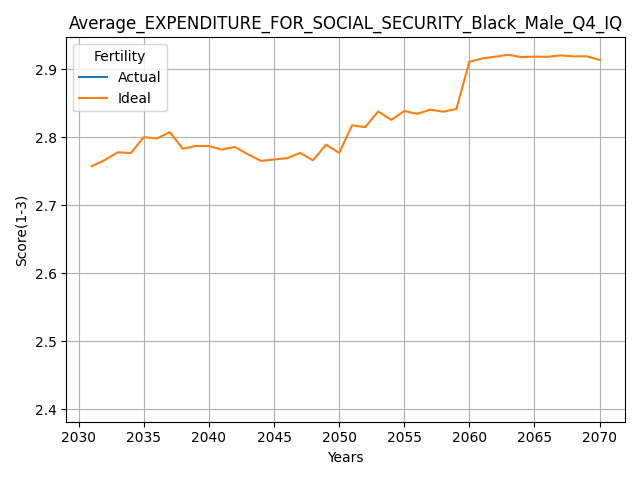 Average_EXPENDITURE_FOR_SOCIAL_SECURITY_Black_Male_Q4_IQ
Fertility
Actual
Ideal
Score(1-3)
2.9
2.8
2.7
2.6
2.5
2.4
2030 2035 2040 2045 2050 2055 2060 2065 2070
Years